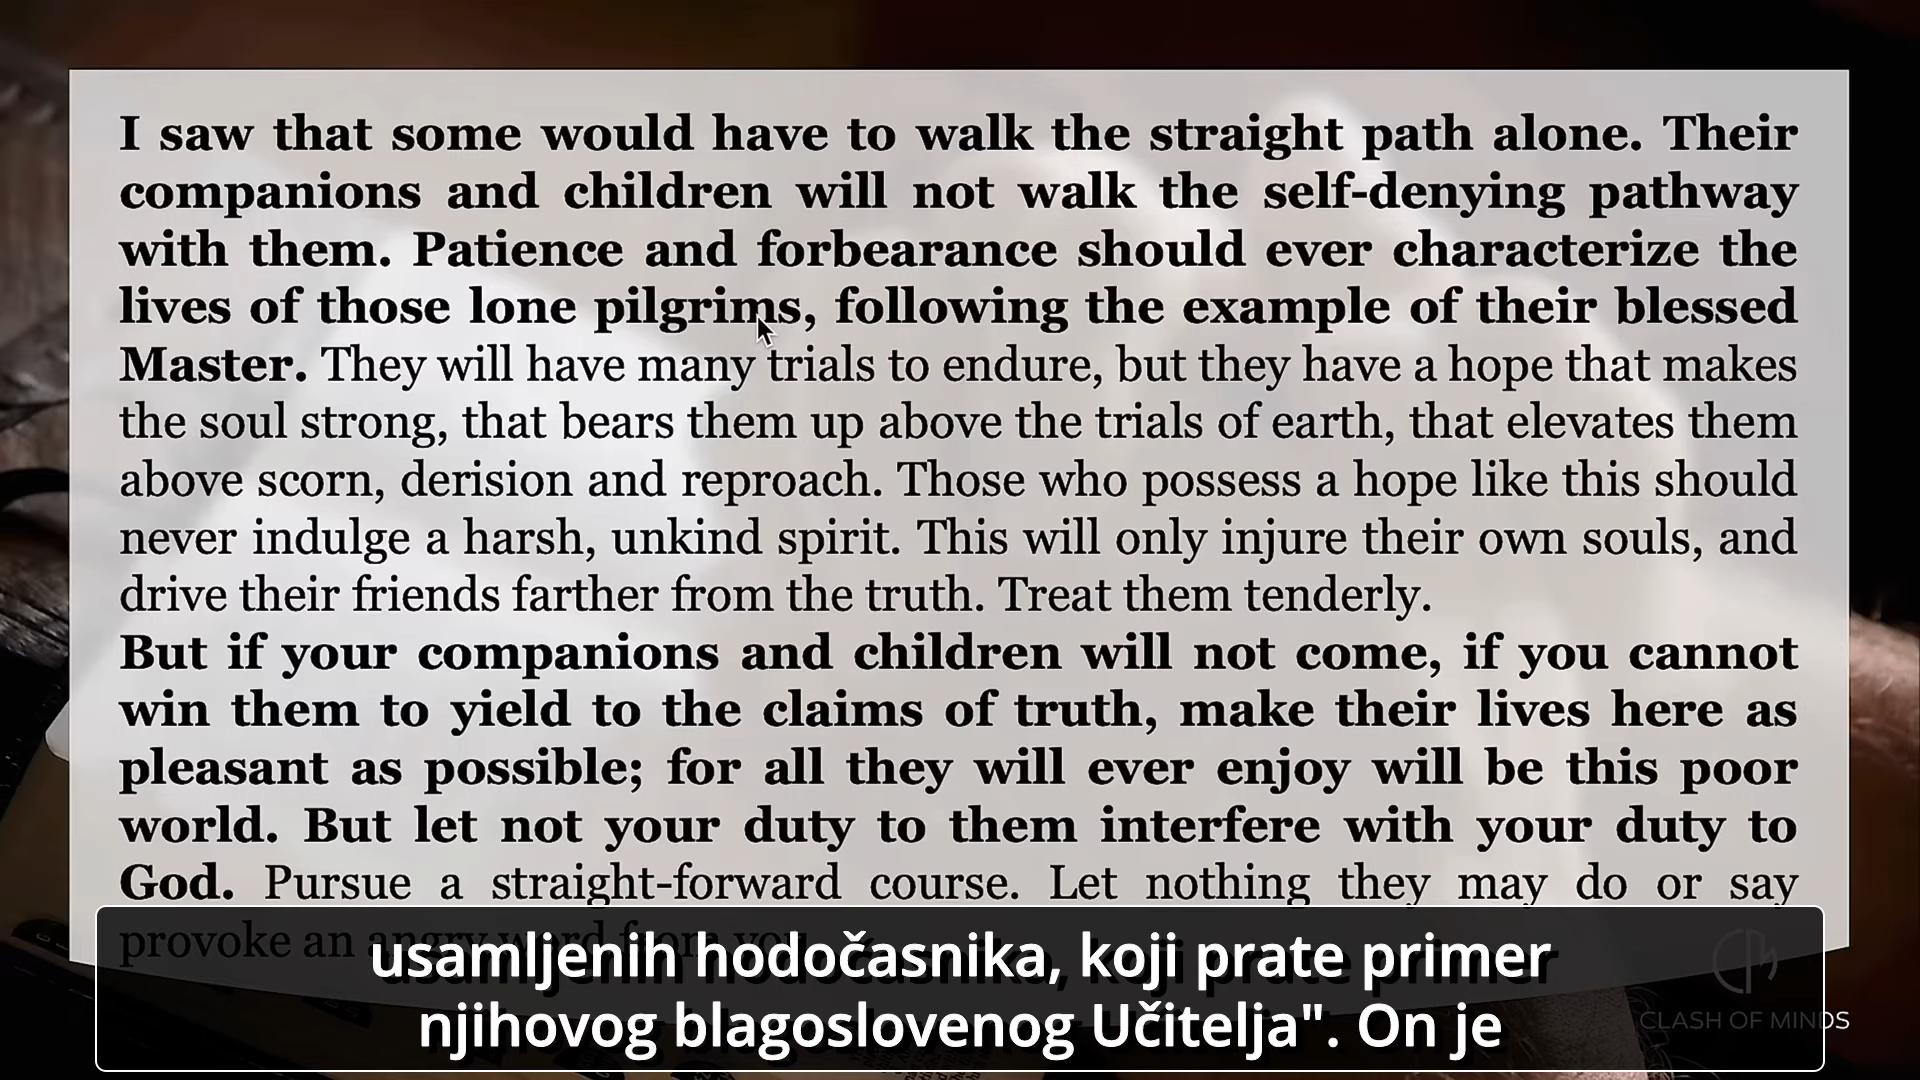 I saw that some would have to walk the straight path alone. Their
companions and children will not walk the self-denying pathway
with them. Patience and forbearance should ever characterize the
lives of those lone pilgrims, following the example of their blessed
Master. They will have many trials to endure, but they have a hope that makes
the soul strong, that bears them up above the trials of earth, that elevates them
above scorn, derision and reproach. Those who possess a hope like this should
never indulge a harsh, unkind spirit. This will only injure their own souls, and
drive their friends farther from the truth. Treat them tenderly.
But if your companions and children will not come, if you cannot
win them to yield to the claims of truth, make their lives here as
pleasant as possible; for all they will ever enjoy will be this poor
world. But let not your duty to them interfere with your duty to
God. Pursue a straight-forward course. Let nothing they may do or say
provoke an angry word from you
usamljenih hodočasnika, koji prate primer
njihovog blagoslovenog Učitelja". On je
CLASH OF MINDS